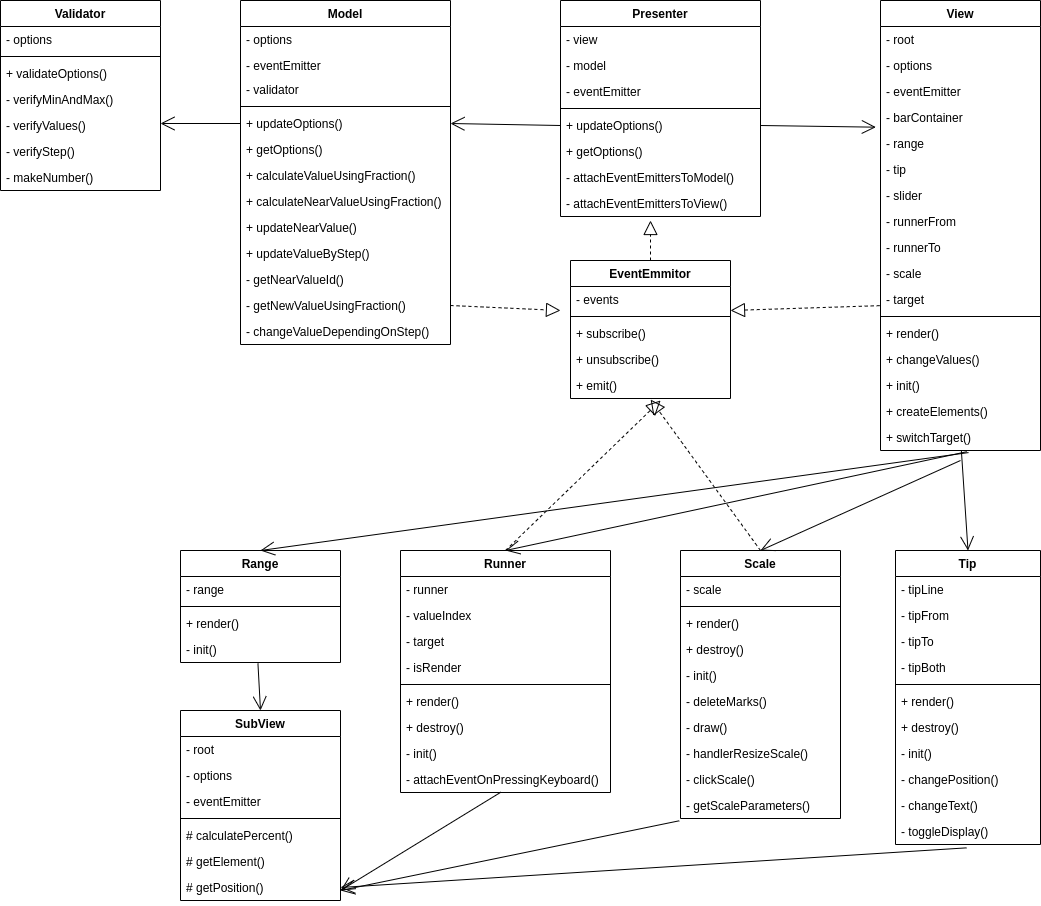 Validator
- options
+ validateOptions()
- verifyMinAndMax()
- verifyValues()
- verifyStep()
- makeNumber()
Model
- options
- eventEmitter
- validator
+ updateOptions()
+ getOptions()
+ calculateValueUsingFraction()
+ calculateNearValueUsingFraction()
+ updateNearValue()
+ updateValueByStep()
- getNearValueId()
- getNewValueUsingFraction()
- changeValueDependingOnStep()
Presenter
- view
- model
- eventEmitter
+ updateOptions()
+ getOptions()
- attachEventEmittersToModel()
- attachEventEmittersToView()
View
- root
- options
- eventEmitter
- barContainer
- range
- tip
- slider
- runnerFrom
- runnerTo
- scale
- target
+ render()
+ changeValues()
+ init()
+ createElements()
+ switchTarget()
EventEmmitor
- events
+ subscribe()
+ unsubscribe()
+ emit()
Range
- range
+ render()
- init()
Runner
- runner
- valueIndex
- target
- isRender
+ render()
+ destroy()
- init()
- attachEventOnPressingKeyboard()
Scale
- scale
+ render()
+ destroy()
- init()
- deleteMarks()
- draw()
- handlerResizeScale()
- clickScale()
- getScaleParameters()
Tip
- tipLine
- tipFrom
- tipTo
- tipBoth
+ render()
+ destroy()
- init()
- changePosition()
- changeText()
- toggleDisplay()
SubView
- root
- options
- eventEmitter
# calculatePercent()
# getElement()
# getPosition()